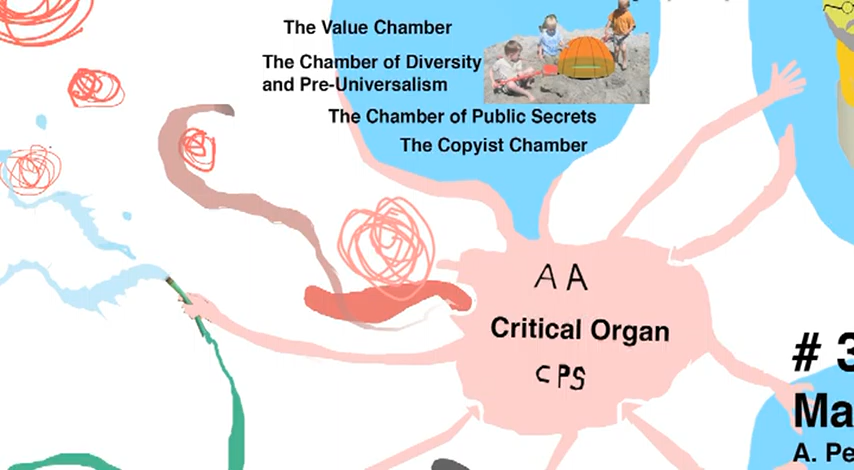 The Value Chamber
The Chamber of Diversity
and Pre-Universalism
The Chamber of Public Secrets
The Copyist Chamber
A A
Critical Organ
CPS
# 3
Ma
A. Pe